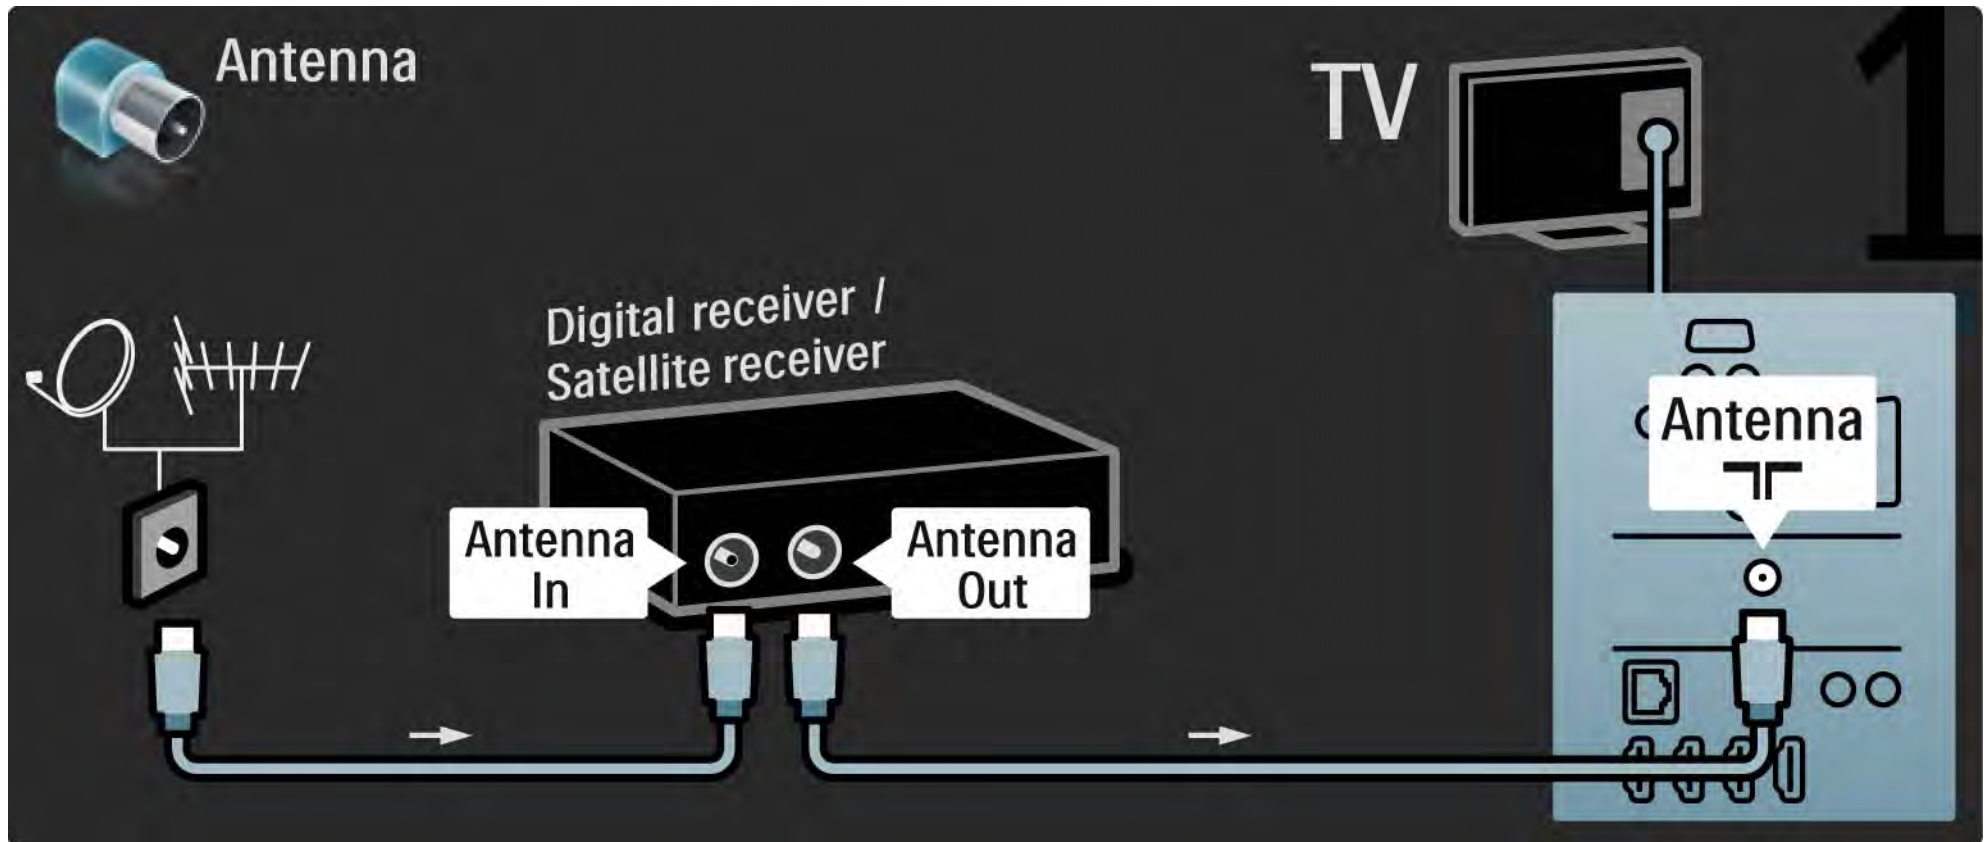 Antenna
TV
1
Digital receiver /
Satellite receiver
Antenna
Antenna
In
Antenna
Out